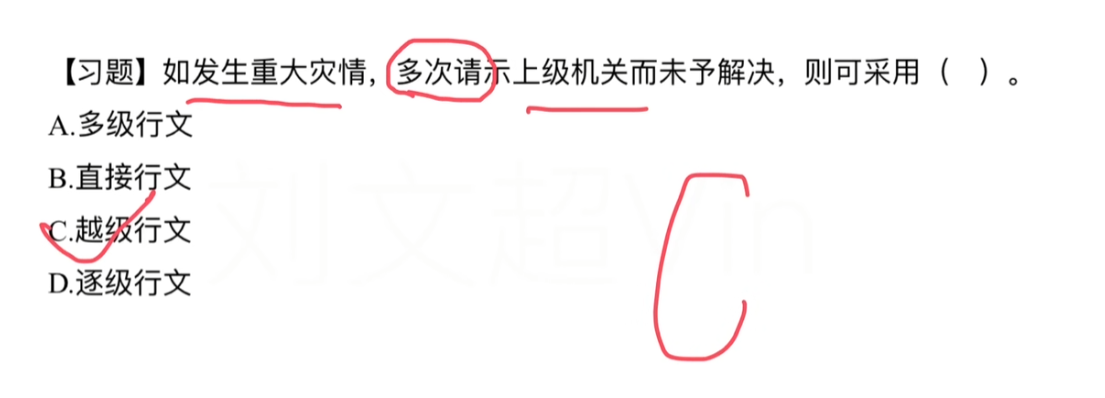 【习题】如发生重大灾情，多次请示上级机关而未予解决，则可采用（ ）。
A.多级行文
B.直接行文
C.越级行文
D.逐级行文
刘文超Vin
C